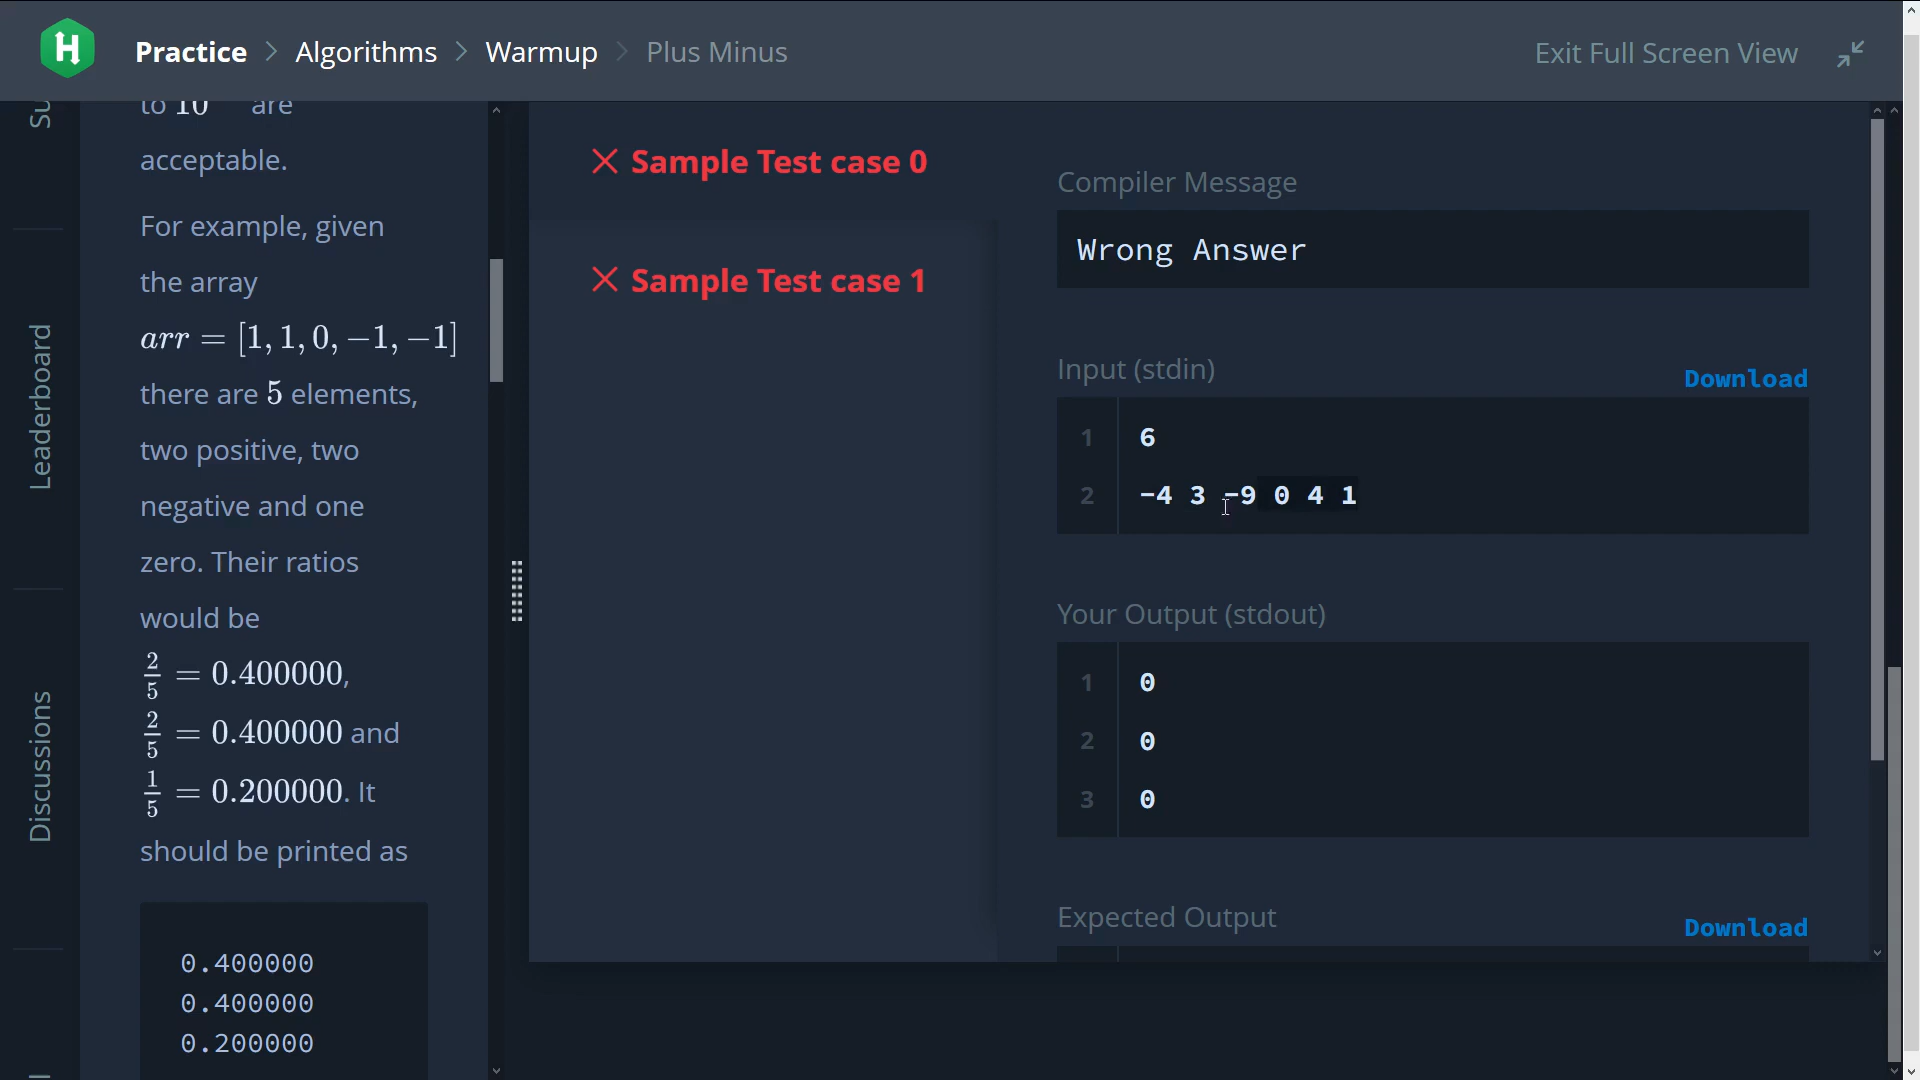 H
Practice > Algorithms > Warmup > Plus Minus
Exit Full Screen View
Su
Leaderboard
Discussions
to 10 are
acceptable.
For example, given
the array
arr = [1, 1, 0, −1, −1]
there are 5 elements,
two positive, two
negative and one
zero. Their ratios
would be
2/5 = 0.400000,
2/5 = 0.400000 and
1/5 = 0.200000. It
should be printed as
0.400000
0.400000
0.200000
Sample Test case 0
Sample Test case 1
Compiler Message
Wrong Answer
Input (stdin)
Download
1 6
2 -4 3 -9 0 4 1
Your Output (stdout)
1 0
2 0
3 0
Expected Output
Download